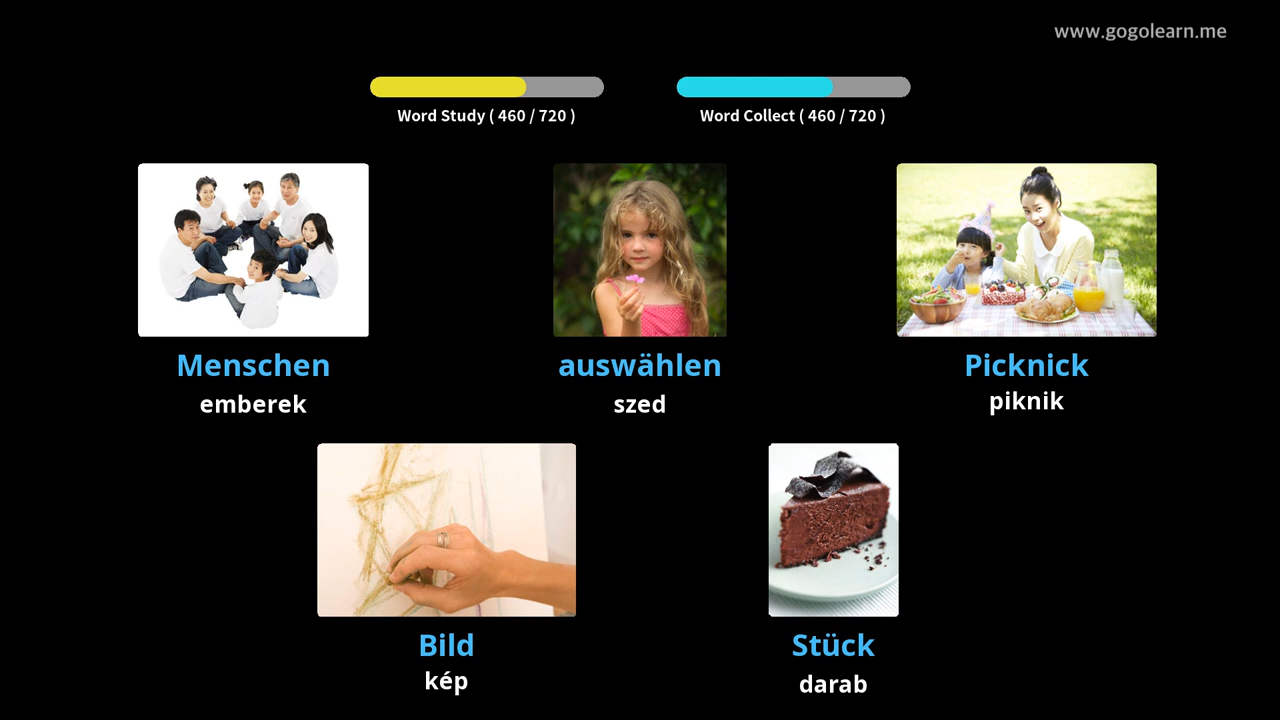 www.gogolearn.me
Word Study ( 460 / 720 )
Word Collect ( 460 / 720 )
Menschen
emberek
auswählen
szed
Picknick
piknik
Bild
kép
Stück
darab